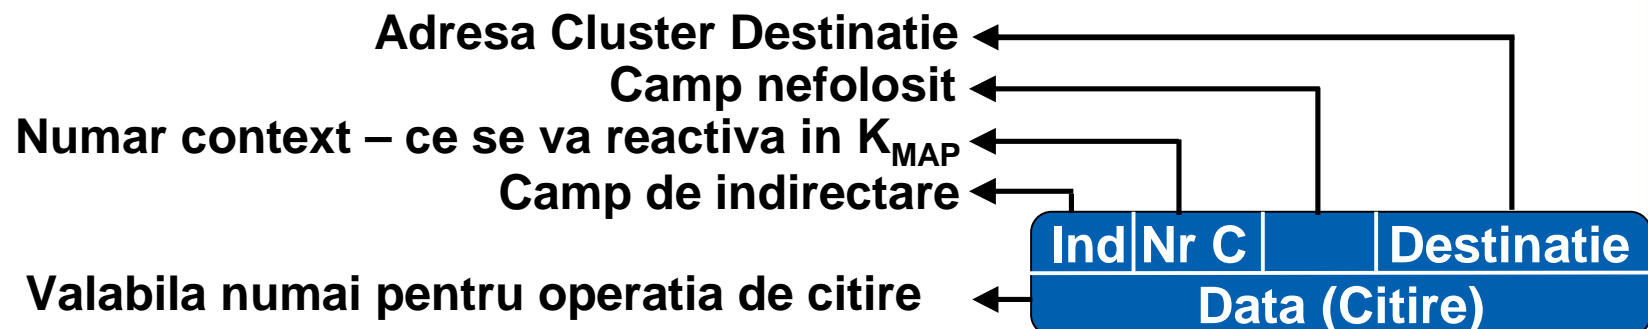 Adresa Cluster Destinatie
Camp nefolosit
Numar context – ce se va reactiva in KMAP
Camp de indirectare
Ind Nr C Destinatie
Valabila numai pentru operatia de citire
Data (Citire)